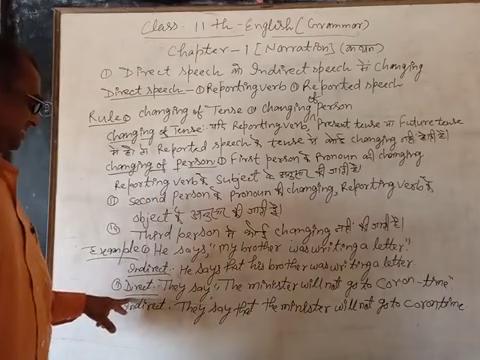 Class- 11th- English (Grammar)
Chapter-1 [Narration] (कथन)
① Direct speech को Indirect speech में Changing
Direct speech - ① Reporting verb ② Reported speech
Rule① changing of Tense ② Changing of person
changing of Tense: यदि Reporting verb, present tense या Future tense
में हो तो Reported speech के tense में कोई changing नहीं होती है।
changing of person ① First person के Pronoun की changing
Reporting verb के Subject के अनुसार की जाती है।
② Second person के pronoun की changing, Reporting verb के
object के अनुसार की जाती है।
Third person में कोई changing नहीं की जाती है।
Example ① He says, "my brother was writing a letter"
Indirect:- He says that his brother was writing a letter.
② Direct:- They say "The minister will not go to coron-time"
Indirect. They say that the minister will not go to corontime